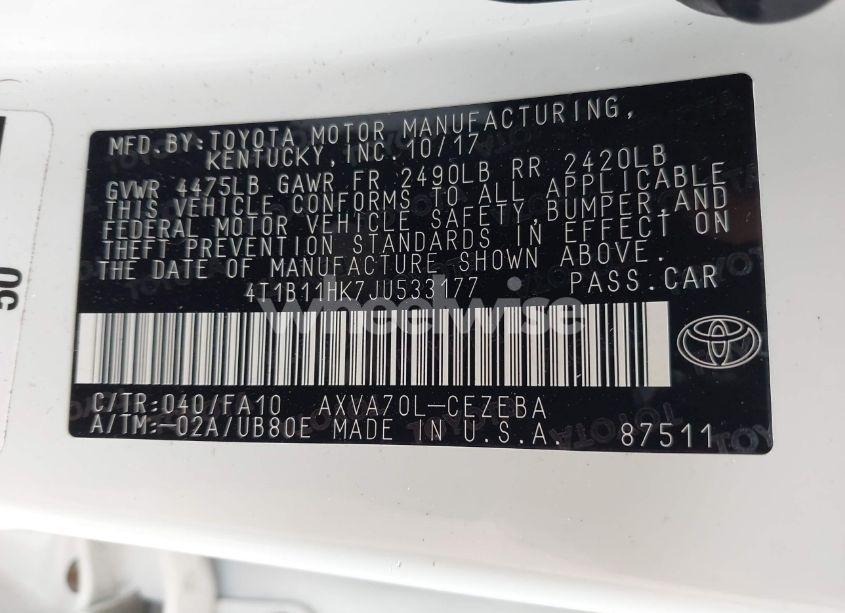 MFD.BY:TOYOTA MOTOR MANUFACTURING,
KENTUCKY,INC.10/17
GVWR 4475LB GAWR FR 2490LB RR 2420LB
THIS VEHICLE CONFORMS TO ALL APPLICABLE
FEDERAL MOTOR VEHICLE SAFETY,BUMPER,AND
THEFT PREVENTION STANDARDS IN EFFECT ON
THE DATE OF MANUFACTURE SHOWN ABOVE.
4T1B11HK7JU533177 PASS.CAR
Wheelwise
C/TR:040/FA10 AXVA70L-CEZEBA
A/TM:-02A/UB80E MADE IN U.S.A. 87511